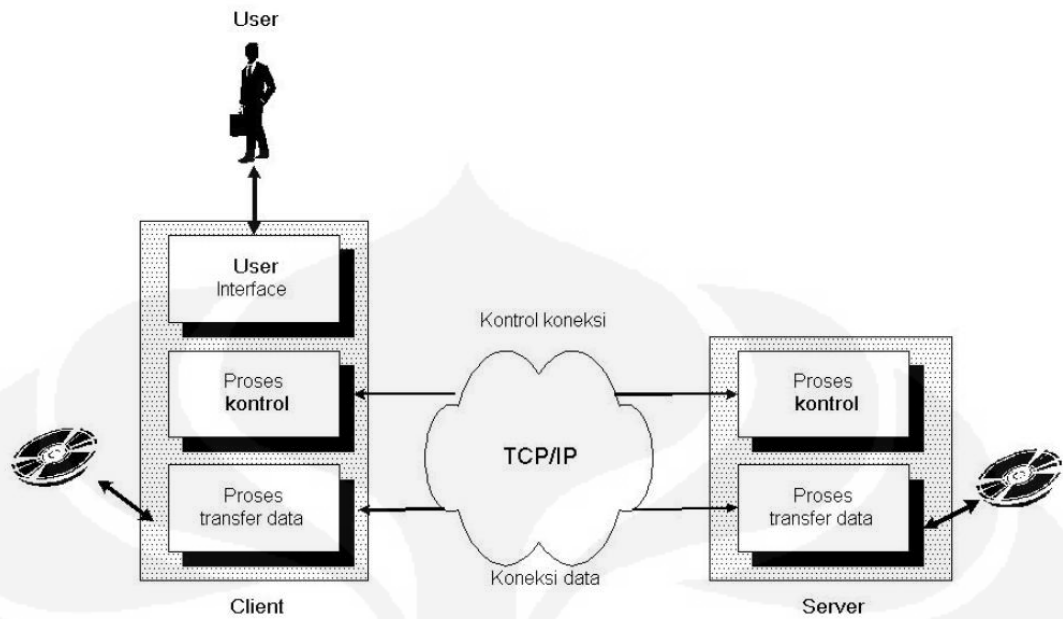 User
User
Interface
Kontrol koneksi
Proses
kontrol
Proses
kontrol
TCP/IP
Proses
transfer data
Proses
transfer data
Koneksi data
Client
Server